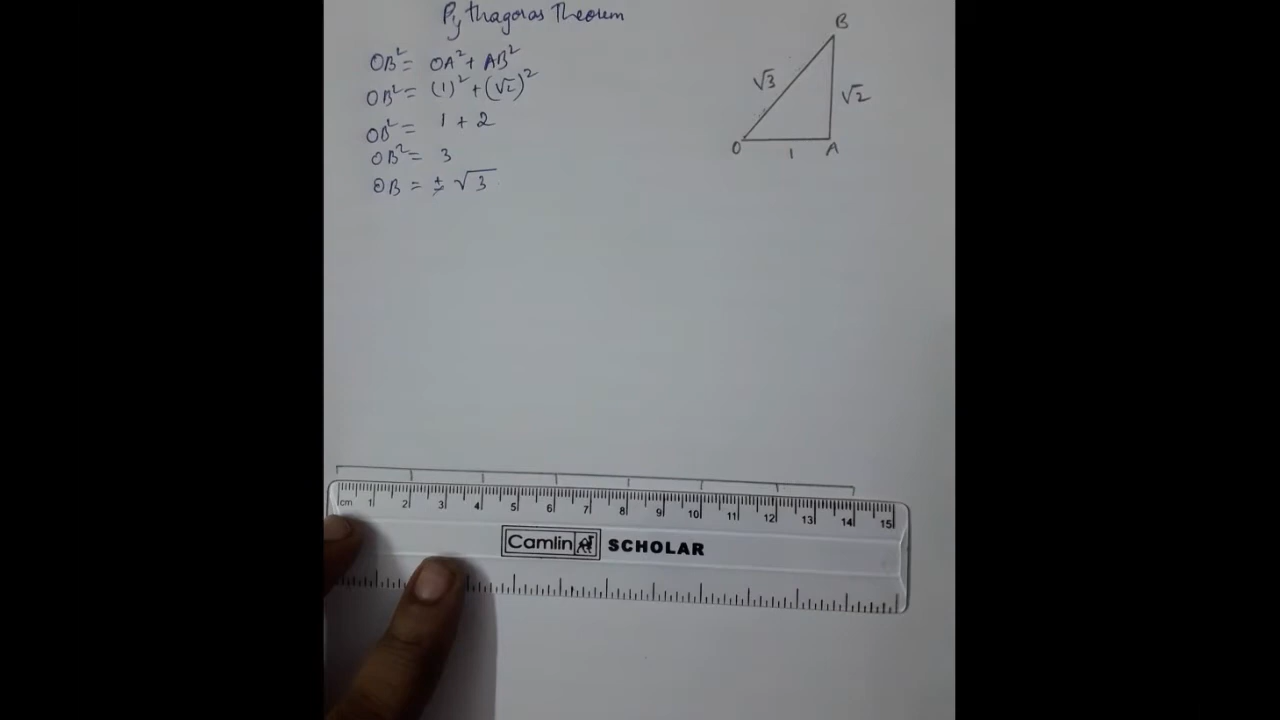 Pythagoras Theorem
OB² = OA² + AB²
OB² = (1)² + (√2)²
OB² = 1 + 2
OB² = 3
OB = ± √3
B
√3
√2
O
1
A
cm 1 2 3 4 5 6 7 8 9 10 11 12 13 14 15
Camlin SCHOLAR